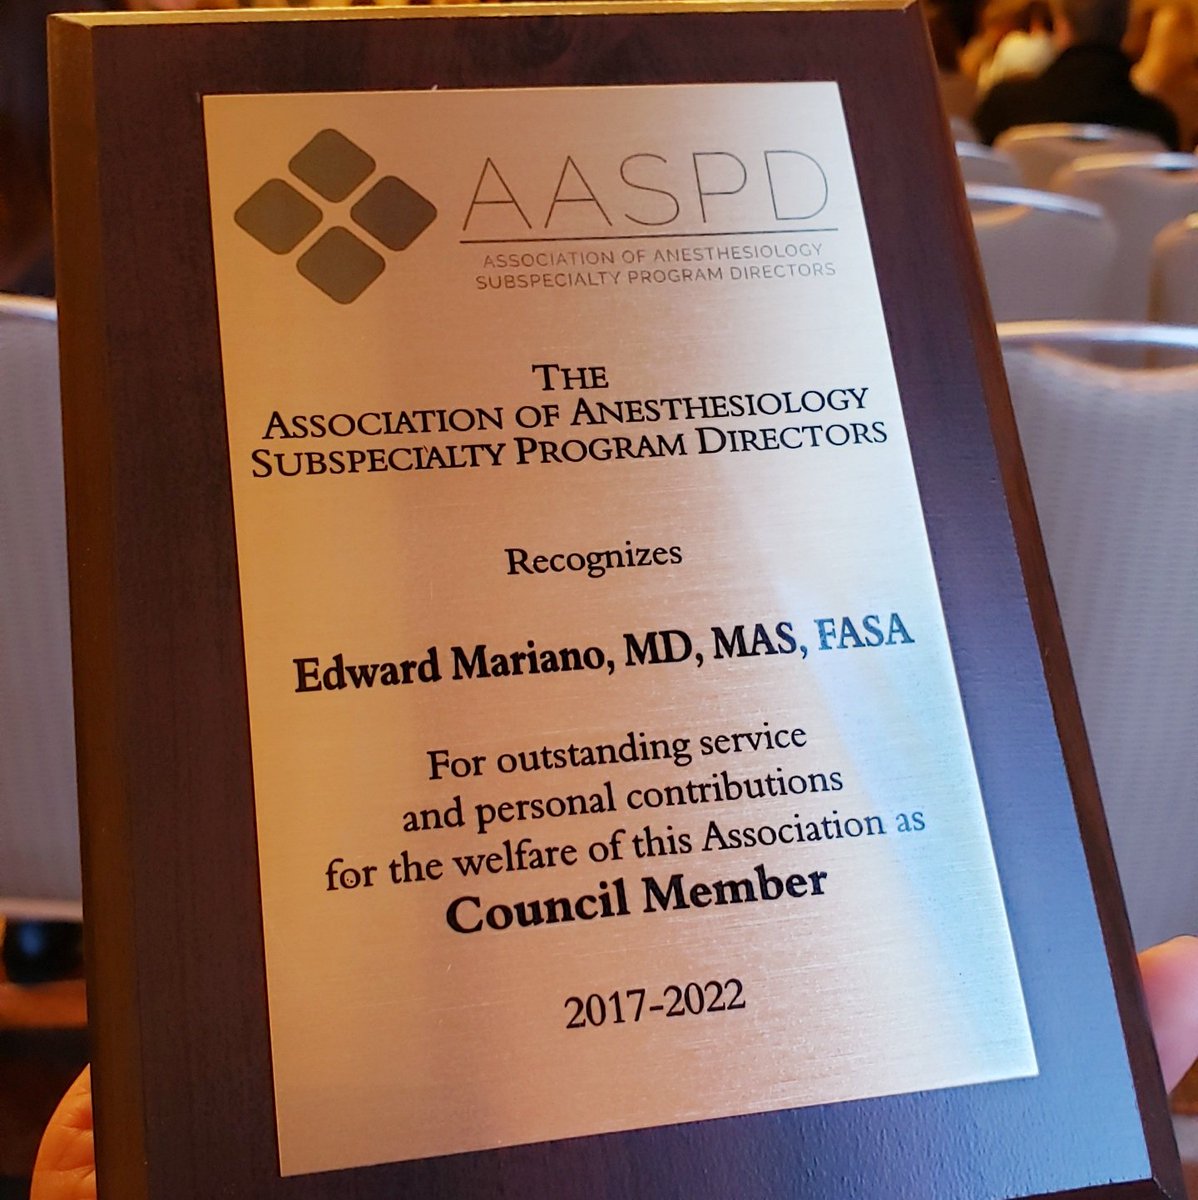 AASPD
ASSOCIATION OF ANESTHESIOLOGY
SUBSPECIALTY PROGRAM DIRECTORS
THE
ASSOCIATION OF ANESTHESIOLOGY
SUBSPECIALTY PROGRAM DIRECTORS
Recognizes
Edward Mariano, MD, MAS, FASA
For outstanding service
and personal contributions
for the welfare of this Association as
Council Member
2017-2022